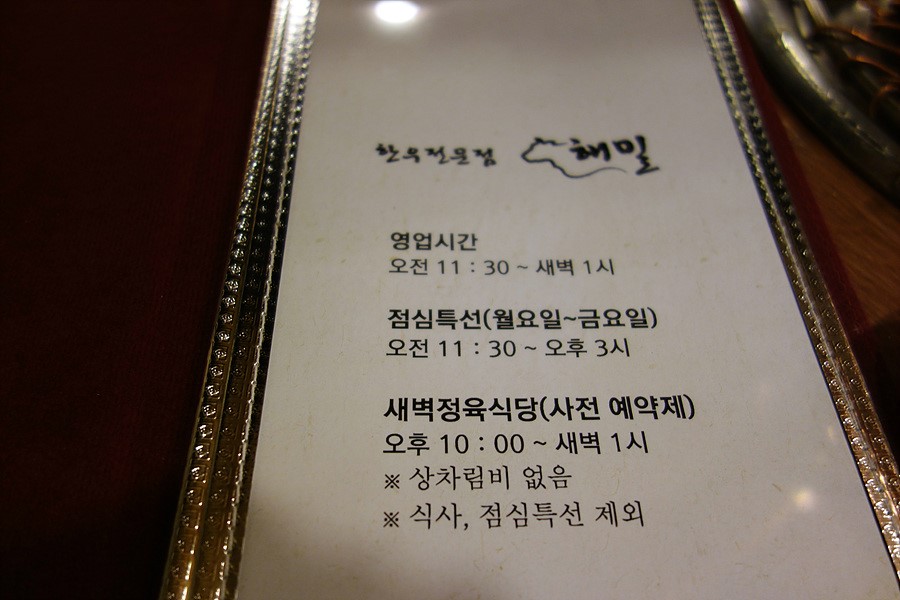 한우전문점 해밀
영업시간
오전 11 : 30 ~ 새벽 1시
점심특선(월요일~금요일)
오전 11 : 30 ~ 오후 3시
새벽정육식당(사전 예약제)
오후 10 : 00 ~ 새벽 1시
※ 상차림비 없음
※ 식사, 점심특선 제외